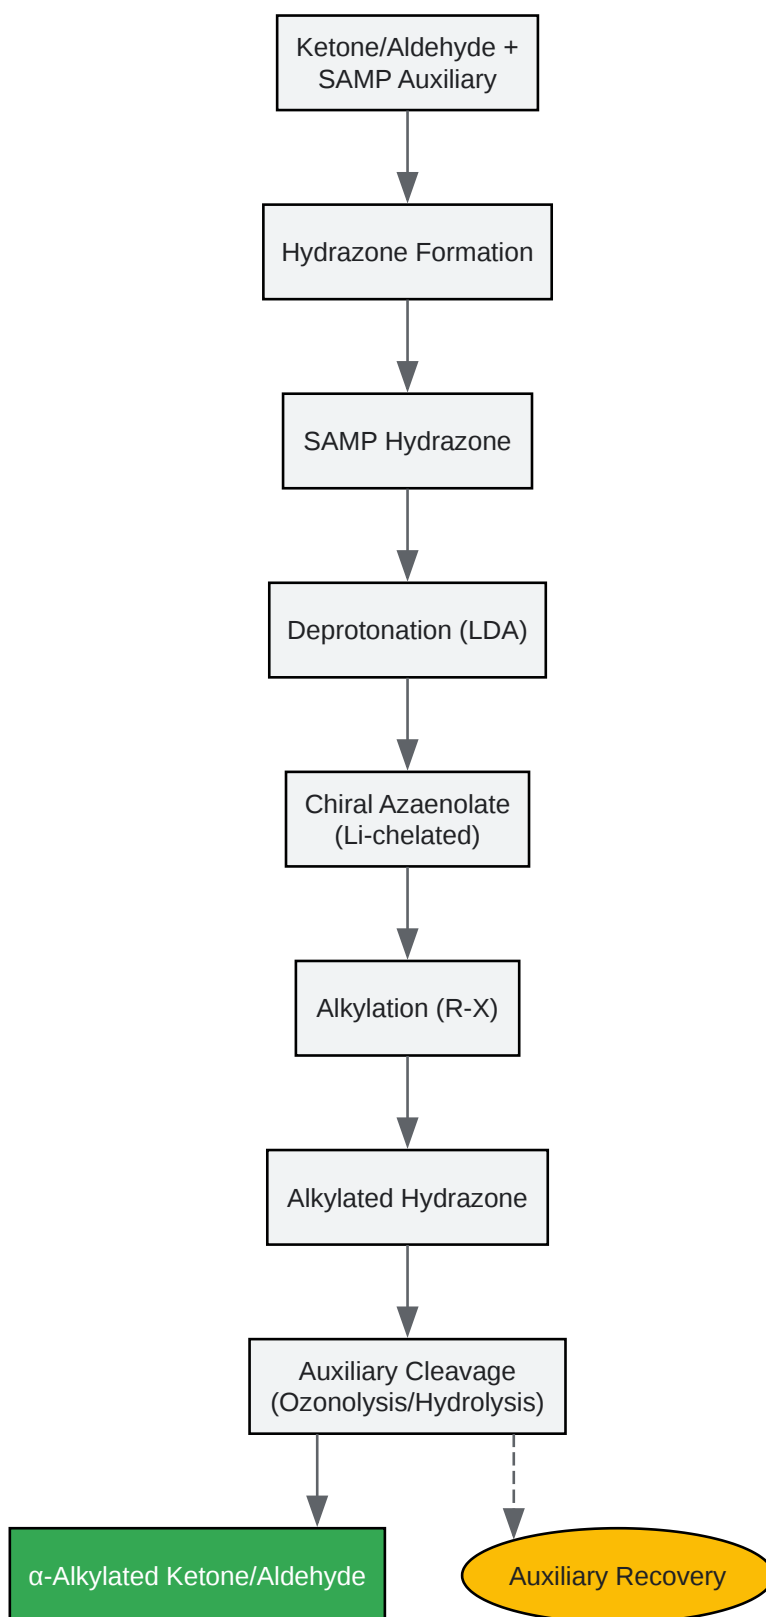 Ketone/Aldehyde +
SAMP Auxiliary
Hydrazone Formation
SAMP Hydrazone
Deprotonation (LDA)
Chiral Azaenolate
(Li-chelated)
Alkylation (R-X)
Alkylated Hydrazone
Auxiliary Cleavage
(Ozonolysis/Hydrolysis)
α-Alkylated Ketone/Aldehyde
Auxiliary Recovery